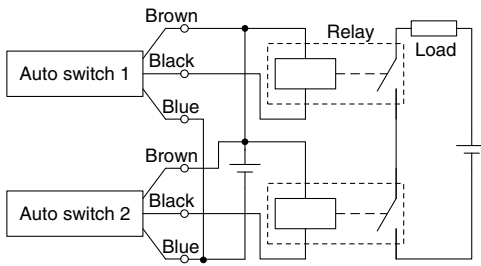 Brown
Relay
Load
Auto switch 1
Black
Blue
Brown
Auto switch 2
Black
Blue